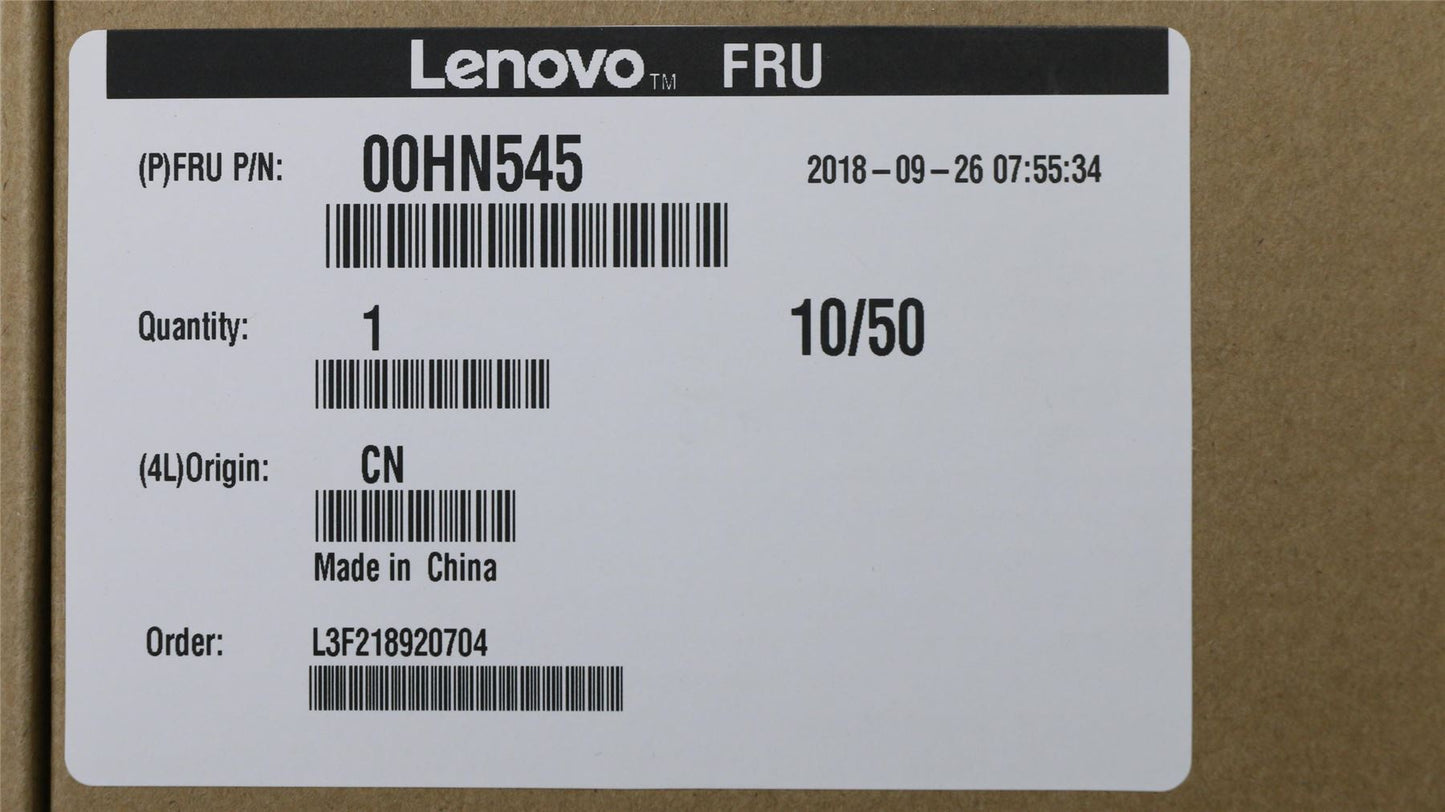 Lenovo™ FRU
(P)FRU P/N: 00HN545 2018-09-26 07:55:34
Quantity: 1 10/50
(4L)Origin: CN
Made in China
Order: L3F218920704